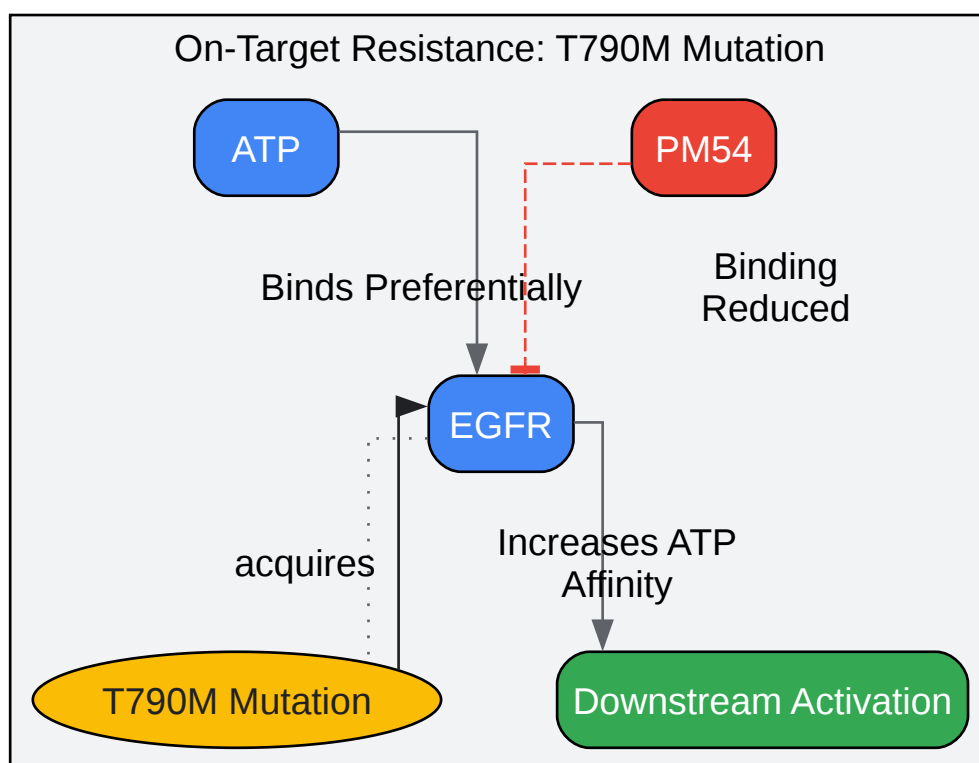 On-Target Resistance: T790M Mutation
ATP
PM54
Binds Preferentially
Binding
Reduced
EGFR
acquires
Increases ATP
Affinity
T790M Mutation
Downstream Activation